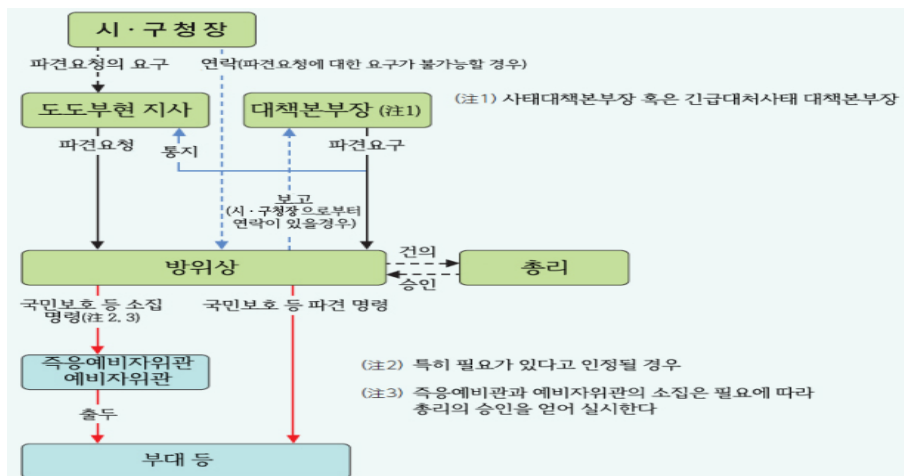 시·구청장
파견요청의 요구
연락(파견요청에 대한 요구가 불가능할 경우)
도도부현 지사
대책본부장 (注1)
(注1) 사태대책본부장 혹은 긴급대처사태 대책본부장
파견요청
통지
파견요구
보고
(시·구청장으로부터
연락이 있을경우)
방위상
건의
승인
총리
국민보호 등 소집
명령(注 2, 3)
국민보호 등 파견 명령
즉응예비자위관
예비자위관
(注2) 특히 필요가 있다고 인정될 경우
(注3) 즉응예비관과 예비자위관의 소집은 필요에 따라
총리의 승인을 얻어 실시한다
출두
부대 등